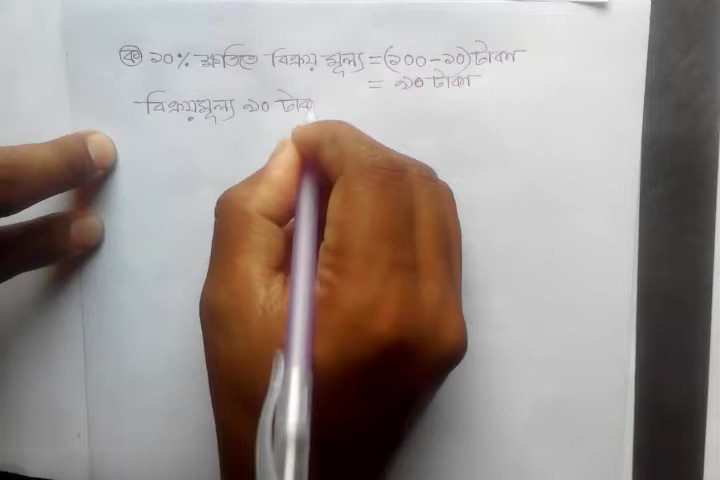 ক ১০% ক্ষতিতে বিক্রয় মূল্য = (১০০ - ১০) টাকা
= ৯০ টাকা
বিক্রয়মূল্য ৯০ টাক